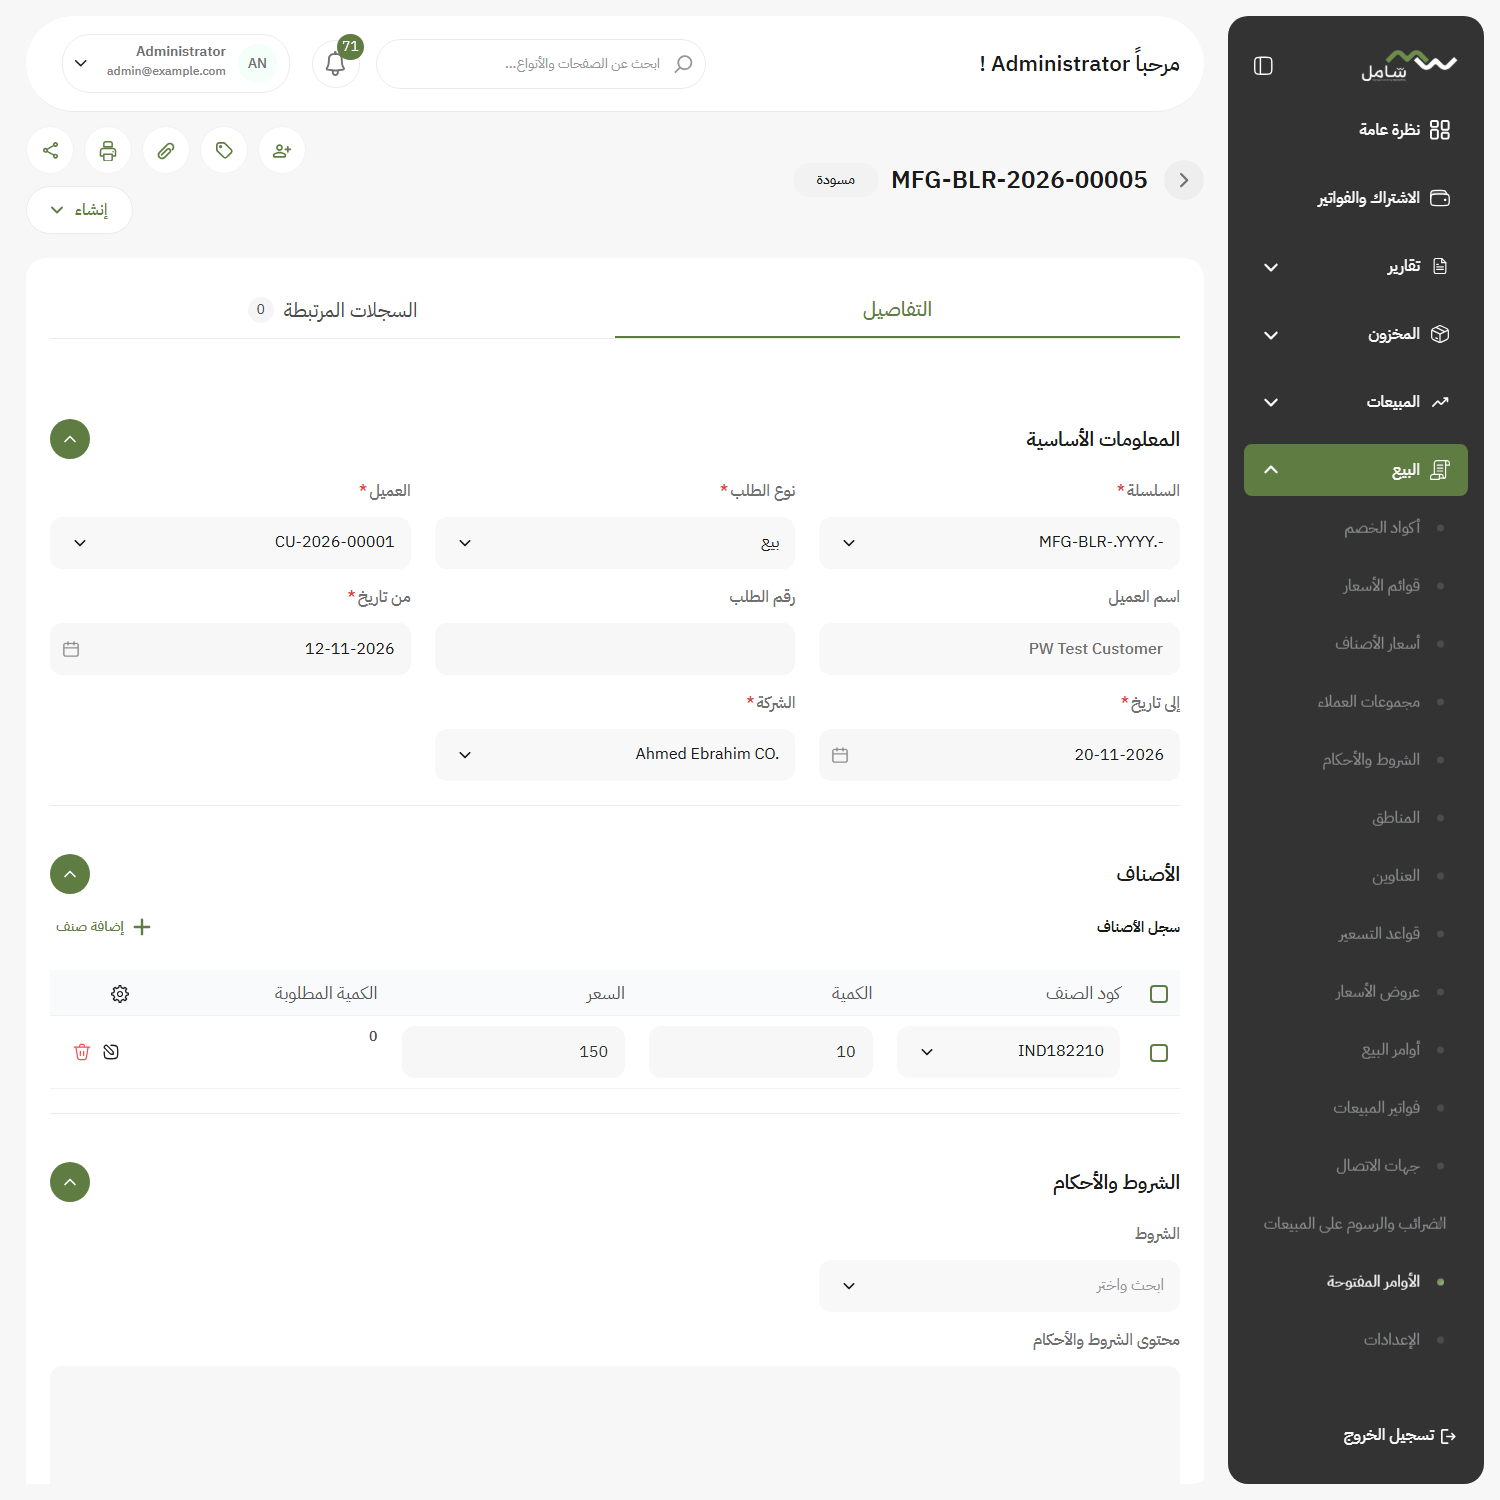 شامل
نظرة عامة
الاشتراك والفواتير
تقارير
المخزون
المبيعات
البيع
أكواد الخصم
قوائم الأسعار
أسعار الأصناف
مجموعات العملاء
الشروط والأحكام
المناطق
العناوين
قواعد التسعير
عروض الأسعار
أوامر البيع
فواتير المبيعات
جهات الاتصال
الضرائب والرسوم على المبيعات
الأوامر المفتوحة
الإعدادات
تسجيل الخروج
مرحباً Administrator !
ابحث عن الصفحات والأنواع...
71
AN
Administrator
admin@example.com
MFG-BLR-2026-00005
مسودة
إنشاء
التفاصيل
السجلات المرتبطة 0
المعلومات الأساسية
السلسلة* نوع الطلب* العميل*
MFG-BLR-.YYYY.- بيع CU-2026-00001
اسم العميل رقم الطلب من تاريخ*
PW Test Customer 12-11-2026
إلى تاريخ* الشركة*
20-11-2026 Ahmed Ebrahim CO.
الأصناف
سجل الأصناف
إضافة صنف
كود الصنف الكمية السعر الكمية المطلوبة
IND182210 10 150 0
الشروط والأحكام
الشروط
ابحث واختر
محتوى الشروط والأحكام